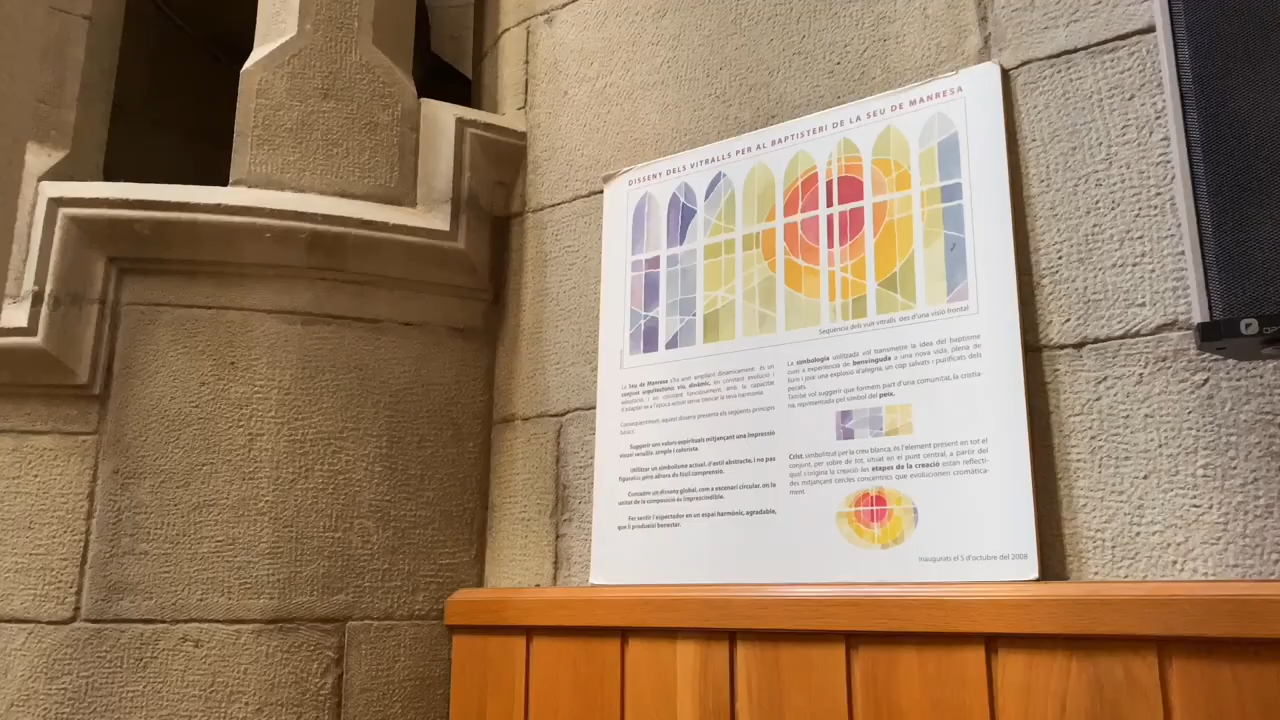 DISSENY DELS VITRALLS PER AL BAPTISTERI DE LA SEU DE MANRESA
Seqüència dels vuit vitralls des d'una visió frontal
La Seu de Manresa s'ha anat ampliant dinàmicament: és un
conjunt arquitectònic viu, dinàmic, en constant evolució i
i en constant funcionament, amb la capacitat
d'adaptar-se a l'època actual sense trencar la seva harmonia.
Conseqüentment, aquest disseny presenta els següents principis
bàsics:
Suggerir uns valors espirituals mitjançant una impressió
visual senzilla, simple i colorista.
Utilitzar un simbolisme actual, d'estil abstracte, i no pas
figuratiu però alhora de fàcil comprensió.
Concebre un disseny global, com a escenari circular, on la
unitat de la composició és imprescindible.
Fer sentir l'espectador en un espai harmònic, agradable,
que li produeixi benestar.
La simbologia utilitzada vol transmetre la idea del baptisme
com a experiència de benvinguda a una nova vida, plena de
llum i joia: una explosió d'alegria, un cop salvats i purificats dels
pecats.
També vol suggerir que formem part d'una comunitat, la cristia-
na, representada pel símbol del peix.
Crist, simbolitzat per la creu blanca, és l'element present en tot el
conjunt, per sobre de tot, situat en el punt central, a partir del
qual s'origina la creació i les etapes de la creació estan reflecti-
des mitjançant cercles concèntrics que evolucionen cromàtica-
ment.
Inaugurats el 5 d'octubre del 2008